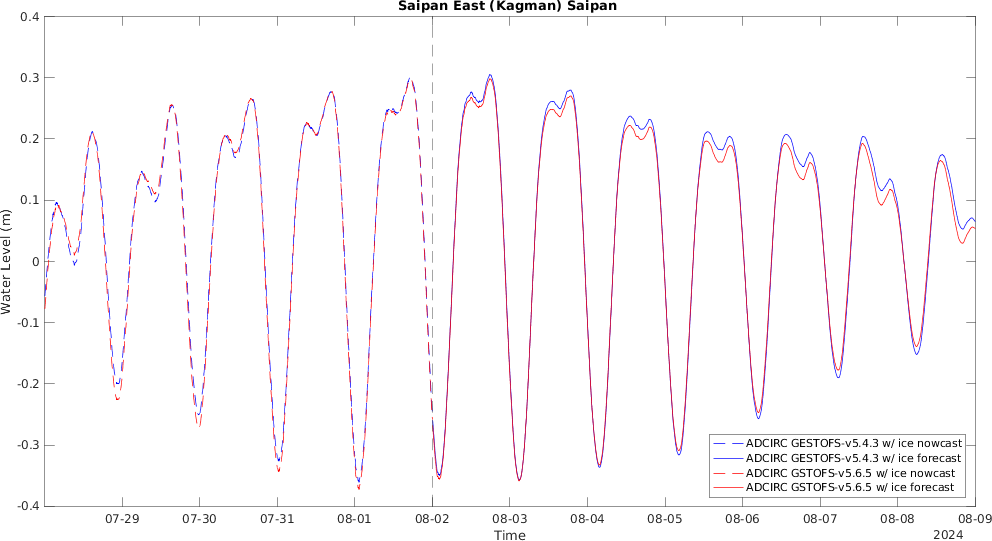 Saipan East (Kagman) Saipan
0.4
0.3
0.2
0.1
0
-0.1
-0.2
-0.3
-0.4
Water Level (m)
ADCIRC GESTOFS-v5.4.3 w/ ice nowcast
ADCIRC GESTOFS-v5.4.3 w/ ice forecast
ADCIRC GSTOFS-v5.6.5 w/ ice nowcast
ADCIRC GSTOFS-v5.6.5 w/ ice forecast
07-29 07-30 07-31 08-01 08-02 08-03 08-04 08-05 08-06 08-07 08-08 08-09
Time
2024